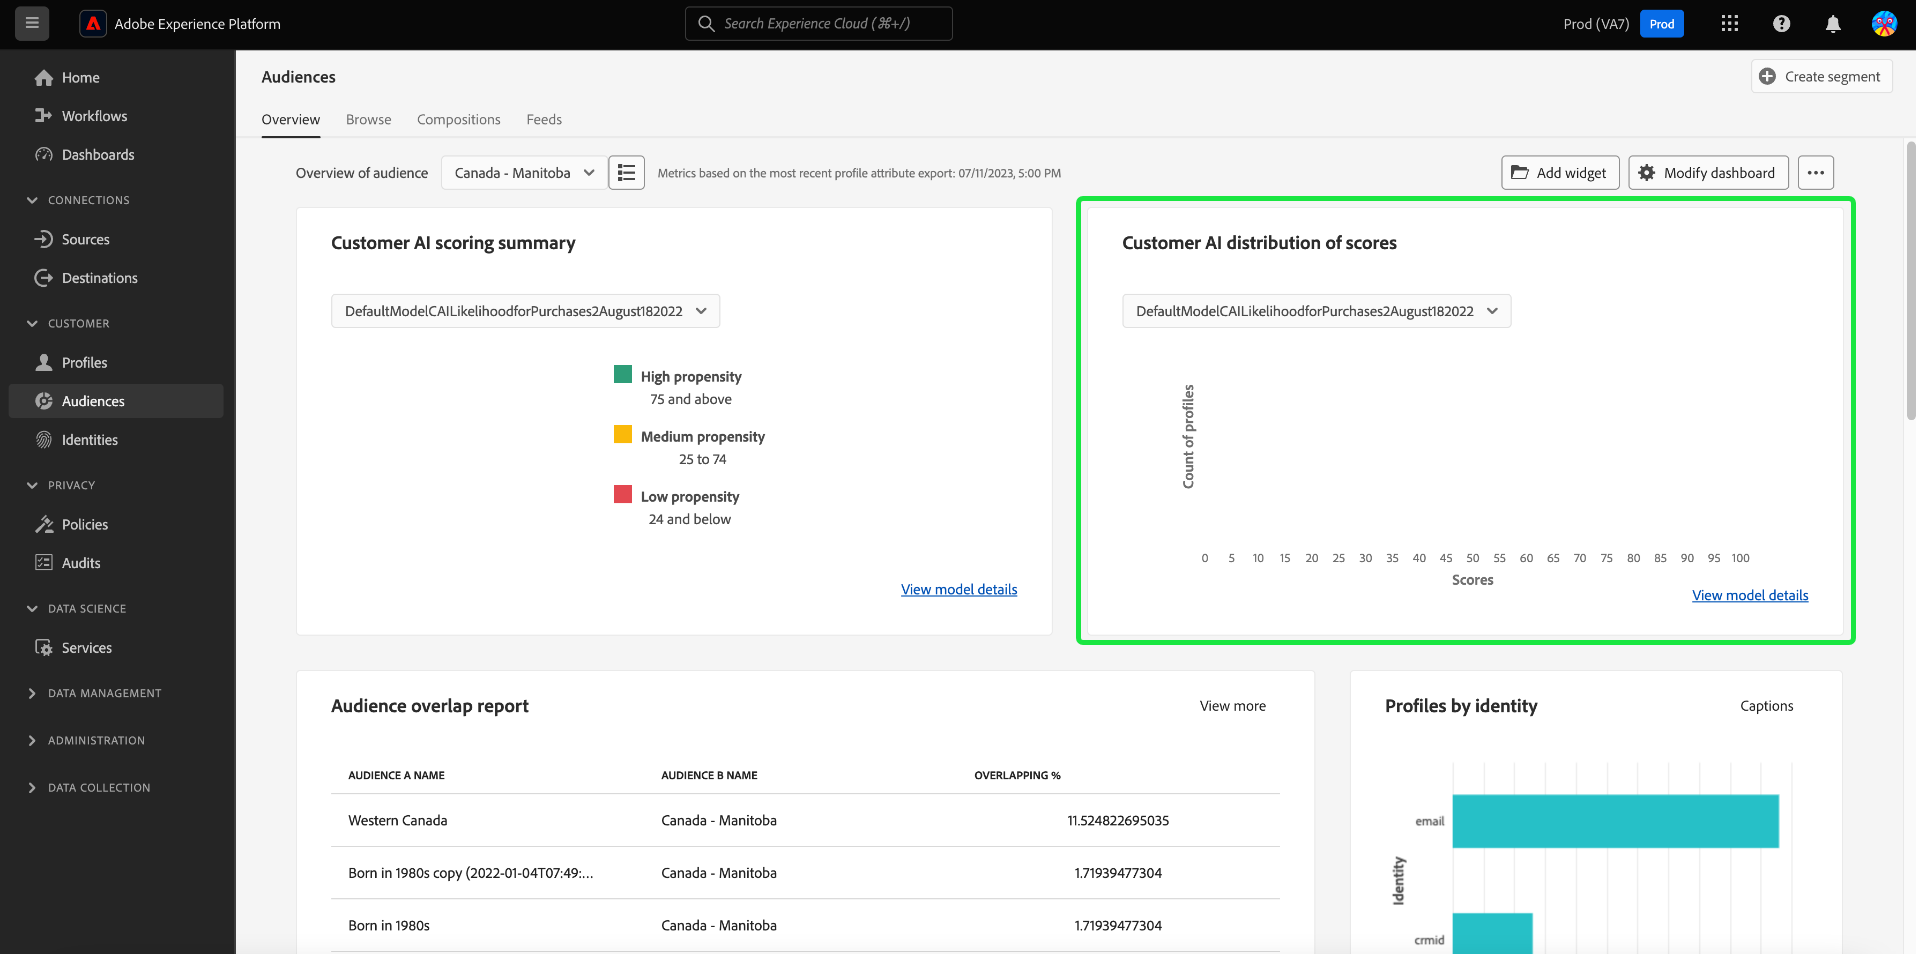 Adobe Experience Platform
Search Experience Cloud (⌘+/)
Prod (VA7)
Prod
Home
Workflows
Dashboards
CONNECTIONS
Sources
Destinations
CUSTOMER
Profiles
Audiences
Identities
PRIVACY
Policies
Audits
DATA SCIENCE
Services
DATA MANAGEMENT
ADMINISTRATION
DATA COLLECTION
Audiences
Create segment
Overview Browse Compositions Feeds
Overview of audience
Canada - Manitoba
Metrics based on the most recent profile attribute export: 07/11/2023, 5:00 PM
Add widget
Modify dashboard
Customer AI scoring summary
DefaultModelCAILikelihoodforPurchases2August182022
High propensity
75 and above
Medium propensity
25 to 74
Low propensity
24 and below
View model details
Customer AI distribution of scores
DefaultModelCAILikelihoodforPurchases2August182022
Count of profiles
0 5 10 15 20 25 30 35 40 45 50 55 60 65 70 75 80 85 90 95 100
Scores
View model details
Audience overlap report
View more
AUDIENCE A NAME AUDIENCE B NAME OVERLAPPING %
Western Canada Canada - Manitoba 11.524822695035
Born in 1980s copy (2022-01-04T07:49:... Canada - Manitoba 1.71939477304
Born in 1980s Canada - Manitoba 1.71939477304
Profiles by identity
Captions
Identity
email
crmid